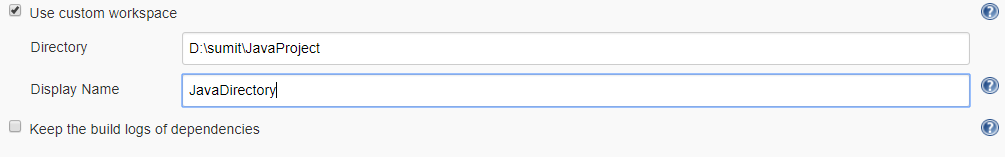 Use custom workspace
Directory D:\sumit\JavaProject
Display Name JavaDirectory
Keep the build logs of dependencies